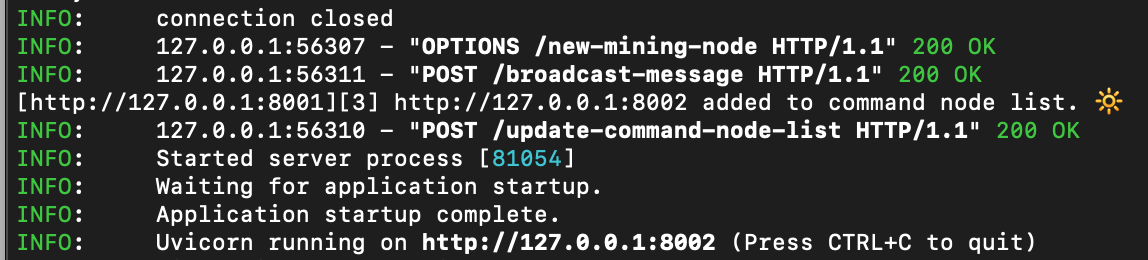 INFO:     connection closed
INFO:     127.0.0.1:56307 - "OPTIONS /new-mining-node HTTP/1.1" 200 OK
INFO:     127.0.0.1:56311 - "POST /broadcast-message HTTP/1.1" 200 OK
[http://127.0.0.1:8001][3] http://127.0.0.1:8002 added to command node list. 🔆
INFO:     127.0.0.1:56310 - "POST /update-command-node-list HTTP/1.1" 200 OK
INFO:     Started server process [81054]
INFO:     Waiting for application startup.
INFO:     Application startup complete.
INFO:     Uvicorn running on http://127.0.0.1:8002 (Press CTRL+C to quit)